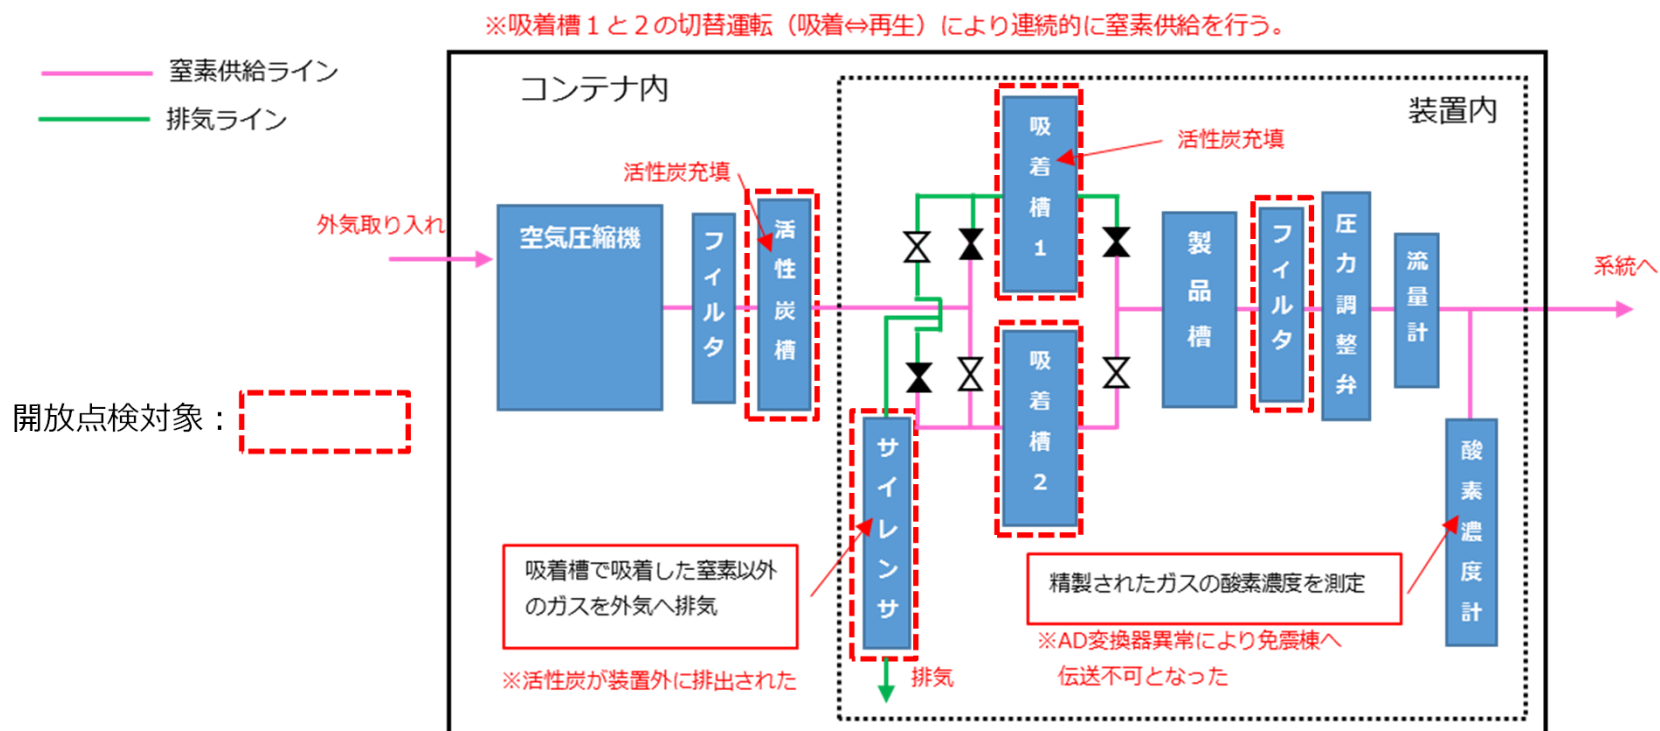 ※吸着槽１と２の切替運転（吸着⇔再生）により連続的に窒素供給を行う。
窒素供給ライン
排気ライン
コンテナ内
装置内
活性炭充填
活性炭充填
外気取り入れ
空気圧縮機
フィルタ
活性炭槽
吸着槽1
吸着槽2
製品槽
フィルタ
圧力調整弁
流量計
系統へ
開放点検対象：
サイレンサ
酸素濃度計
吸着槽で吸着した窒素以外
のガスを外気へ排気
※活性炭が装置外に排出された
排気
精製されたガスの酸素濃度を測定
※AD変換器異常により免震棟へ
伝送不可となった